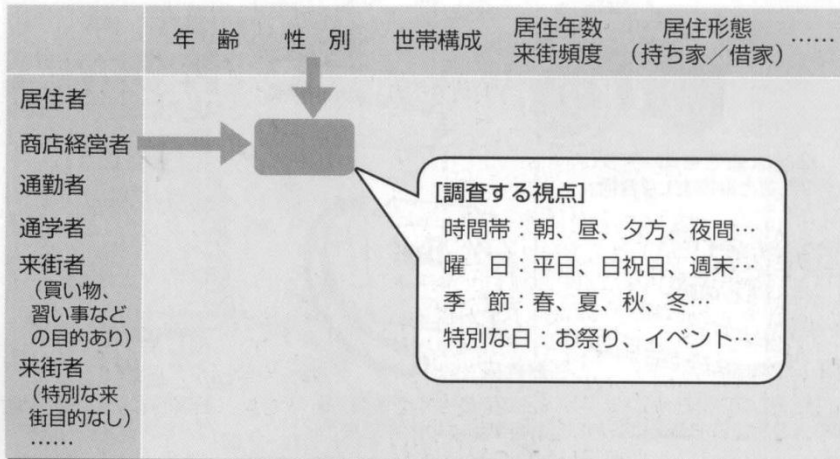 年 齢 性 別 世帯構成 居住年数 居住形態 ……
来街頻度 （持ち家／借家）
居住者
商店経営者
通勤者
通学者
来街者
（買い物、
習い事など
の目的あり）
来街者
（特別な来
街目的なし）
……
［調査する視点］
時間帯：朝、昼、夕方、夜間…
曜 日：平日、日祝日、週末…
季 節：春、夏、秋、冬…
特別な日：お祭り、イベント…